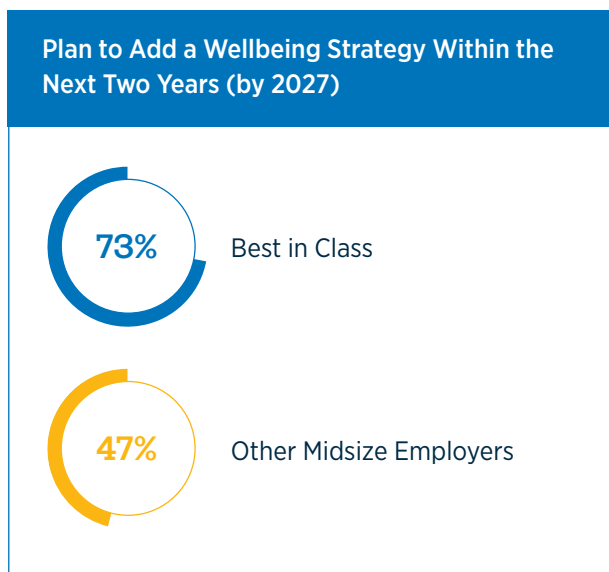 Plan to Add a Wellbeing Strategy Within the
Next Two Years (by 2027)
73%
Best in Class
47%
Other Midsize Employers